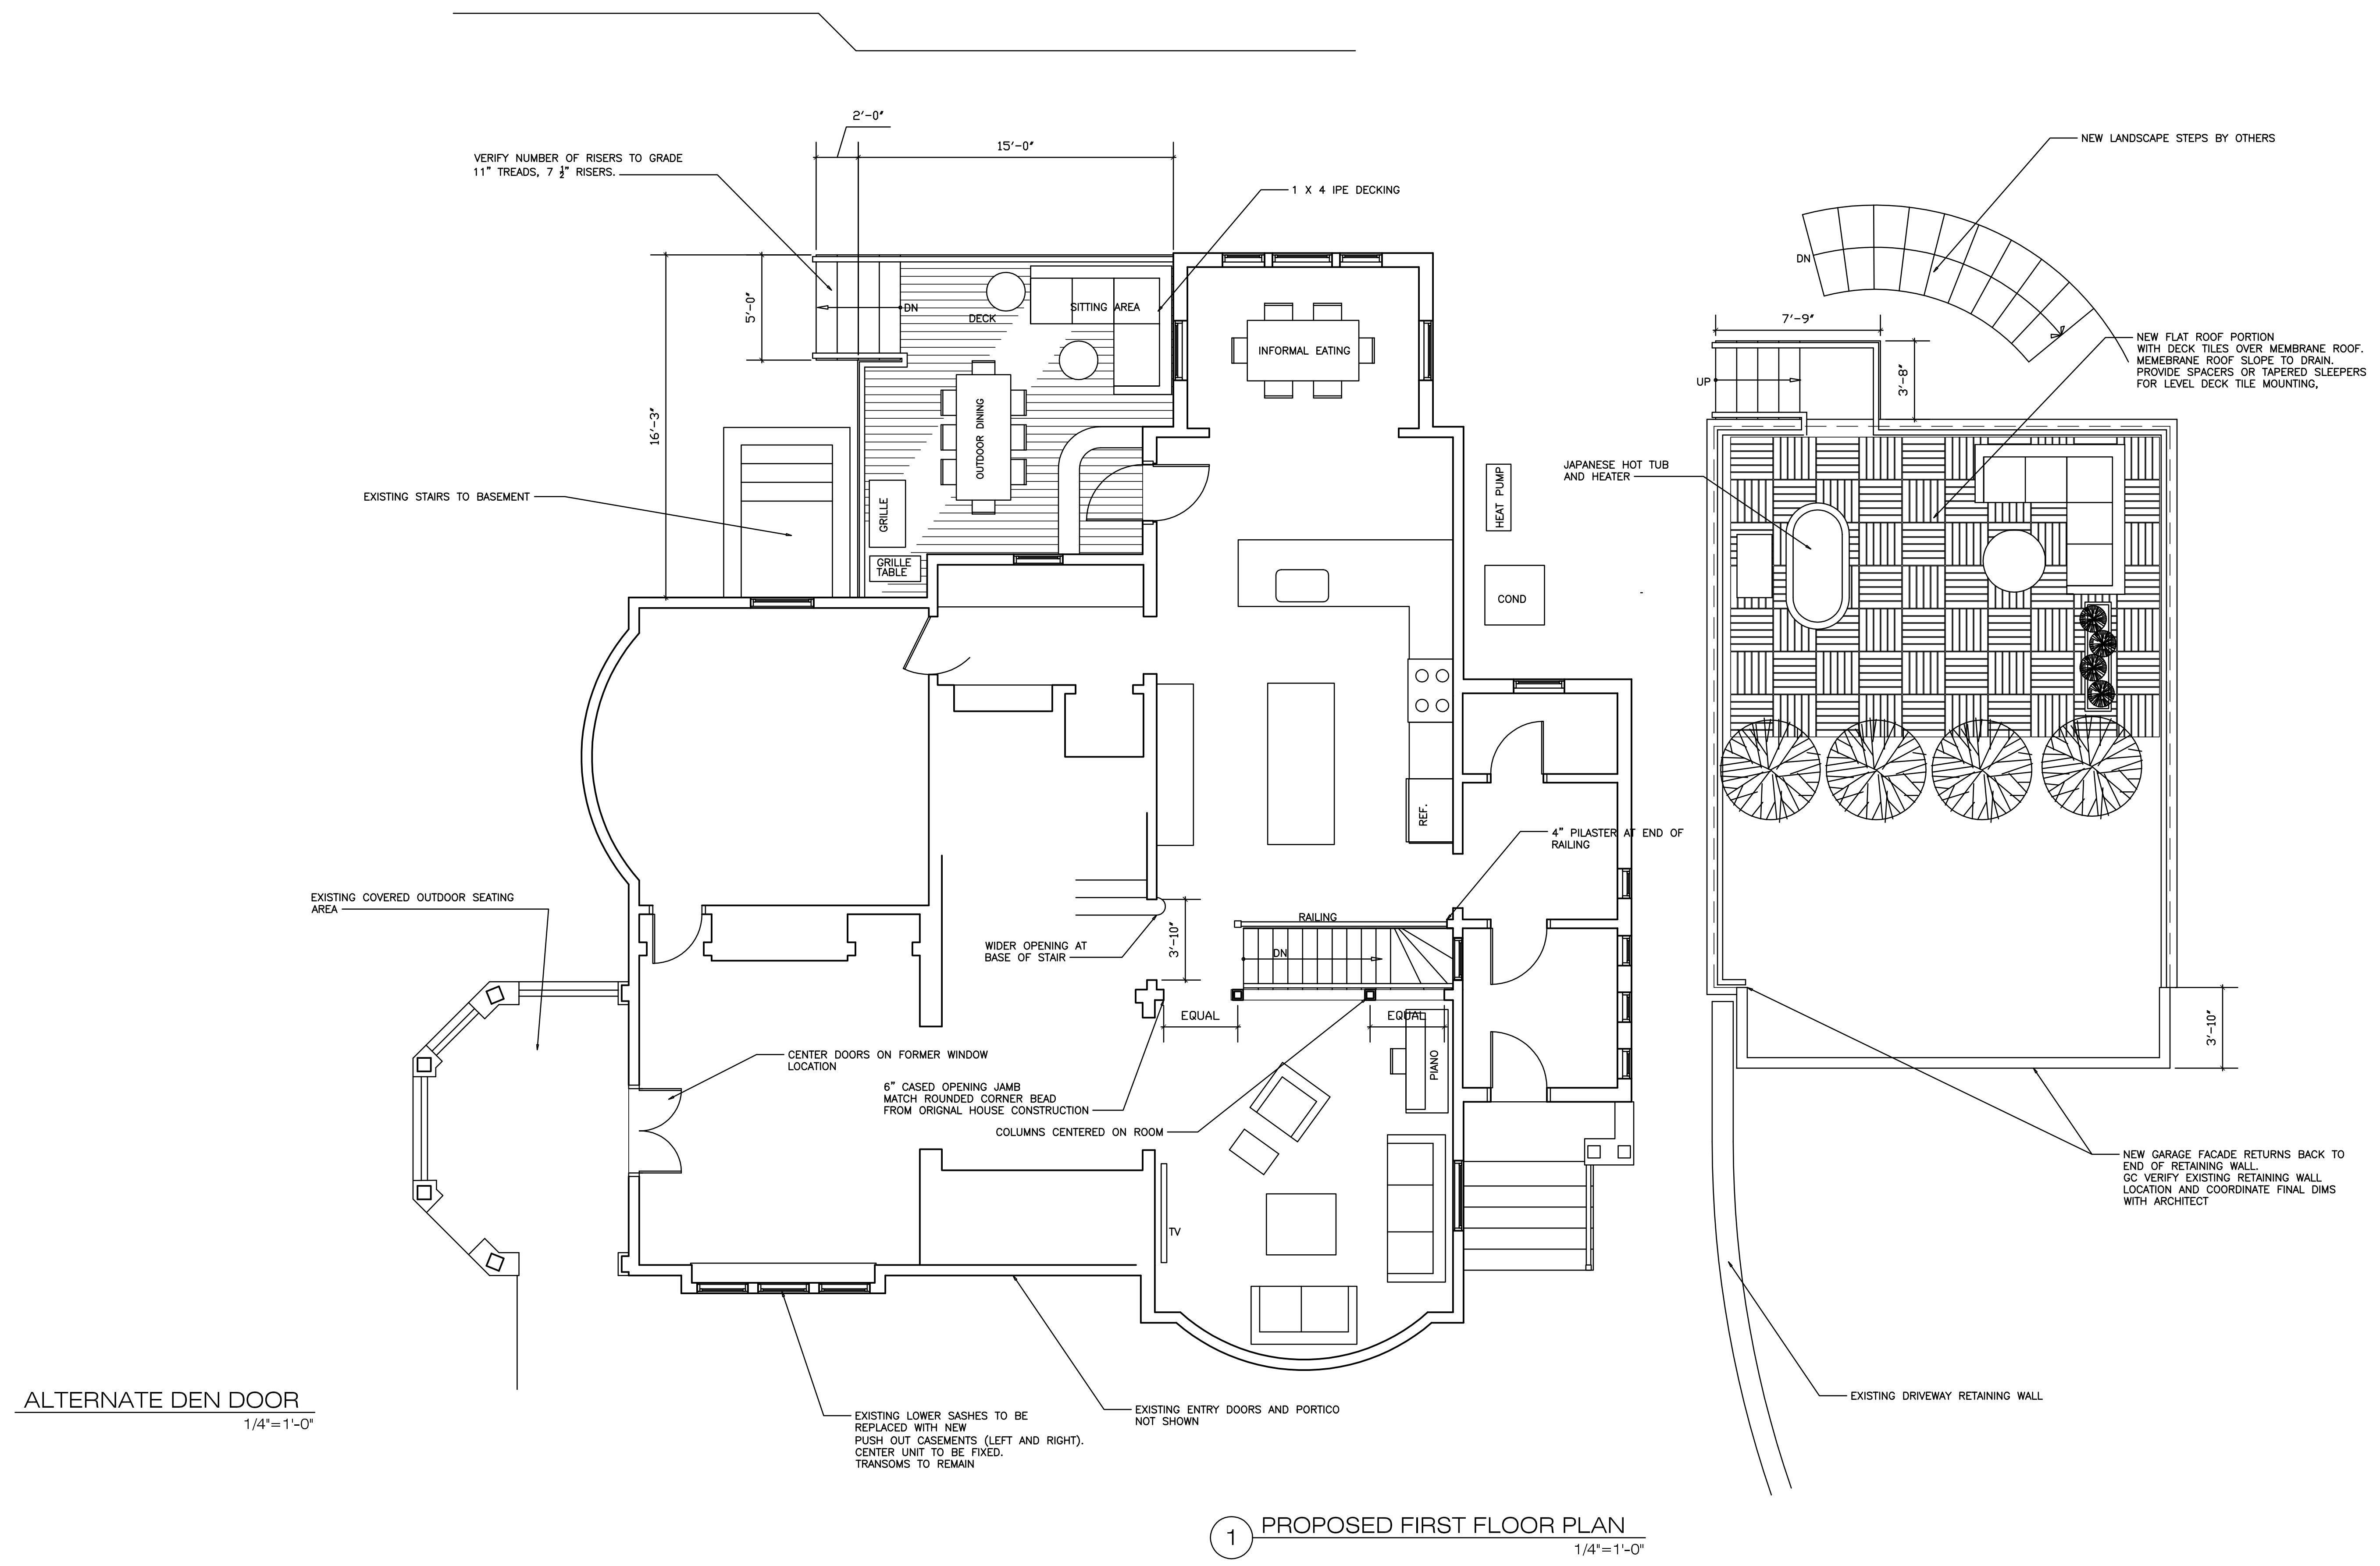 2'-0"
15'-0"
VERIFY NUMBER OF RISERS TO GRADE
11" TREADS, 7 ½" RISERS.
1 X 4 IPE DECKING
NEW LANDSCAPE STEPS BY OTHERS
DN
5'-0"
16'-3"
DN
DECK
SITTING AREA
INFORMAL EATING
OUTDOOR DINING
GRILLE
GRILLE
TABLE
EXISTING STAIRS TO BASEMENT
HEAT PUMP
COND
7'-9"
3'-8"
UP
NEW FLAT ROOF PORTION
WITH DECK TILES OVER MEMBRANE ROOF.
MEMEBRANE ROOF SLOPE TO DRAIN.
PROVIDE SPACERS OR TAPERED SLEEPERS
FOR LEVEL DECK TILE MOUNTING,
JAPANESE HOT TUB
AND HEATER
REF.
4" PILASTER AT END OF
RAILING
EXISTING COVERED OUTDOOR SEATING
AREA
RAILING
DN
3'-10"
WIDER OPENING AT
BASE OF STAIR
EQUAL
EQUAL
PIANO
CENTER DOORS ON FORMER WINDOW
LOCATION
6" CASED OPENING JAMB
MATCH ROUNDED CORNER BEAD
FROM ORIGNAL HOUSE CONSTRUCTION
COLUMNS CENTERED ON ROOM
TV
3'-10"
NEW GARAGE FACADE RETURNS BACK TO
END OF RETAINING WALL.
GC VERIFY EXISTING RETAINING WALL
LOCATION AND COORDINATE FINAL DIMS
WITH ARCHITECT
EXISTING DRIVEWAY RETAINING WALL
EXISTING ENTRY DOORS AND PORTICO
NOT SHOWN
EXISTING LOWER SASHES TO BE
REPLACED WITH NEW
PUSH OUT CASEMENTS (LEFT AND RIGHT).
CENTER UNIT TO BE FIXED.
TRANSOMS TO REMAIN
ALTERNATE DEN DOOR
1/4"=1'-0"
1 PROPOSED FIRST FLOOR PLAN
1/4"=1'-0"